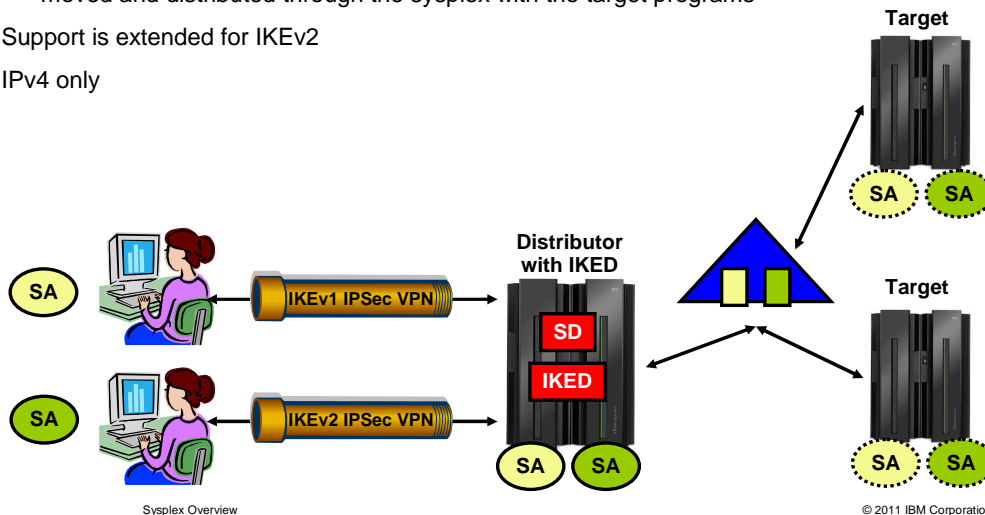 moved and distributed through the sysplex with the target programs
Support is extended for IKEv2
IPv4 only
Target
SA SA
Distributor
with IKED
SA
IKEv1 IPSec VPN
SD
IKED
Target
SA
IKEv2 IPSec VPN
SA SA
SA SA
Sysplex Overview
© 2011 IBM Corporatio